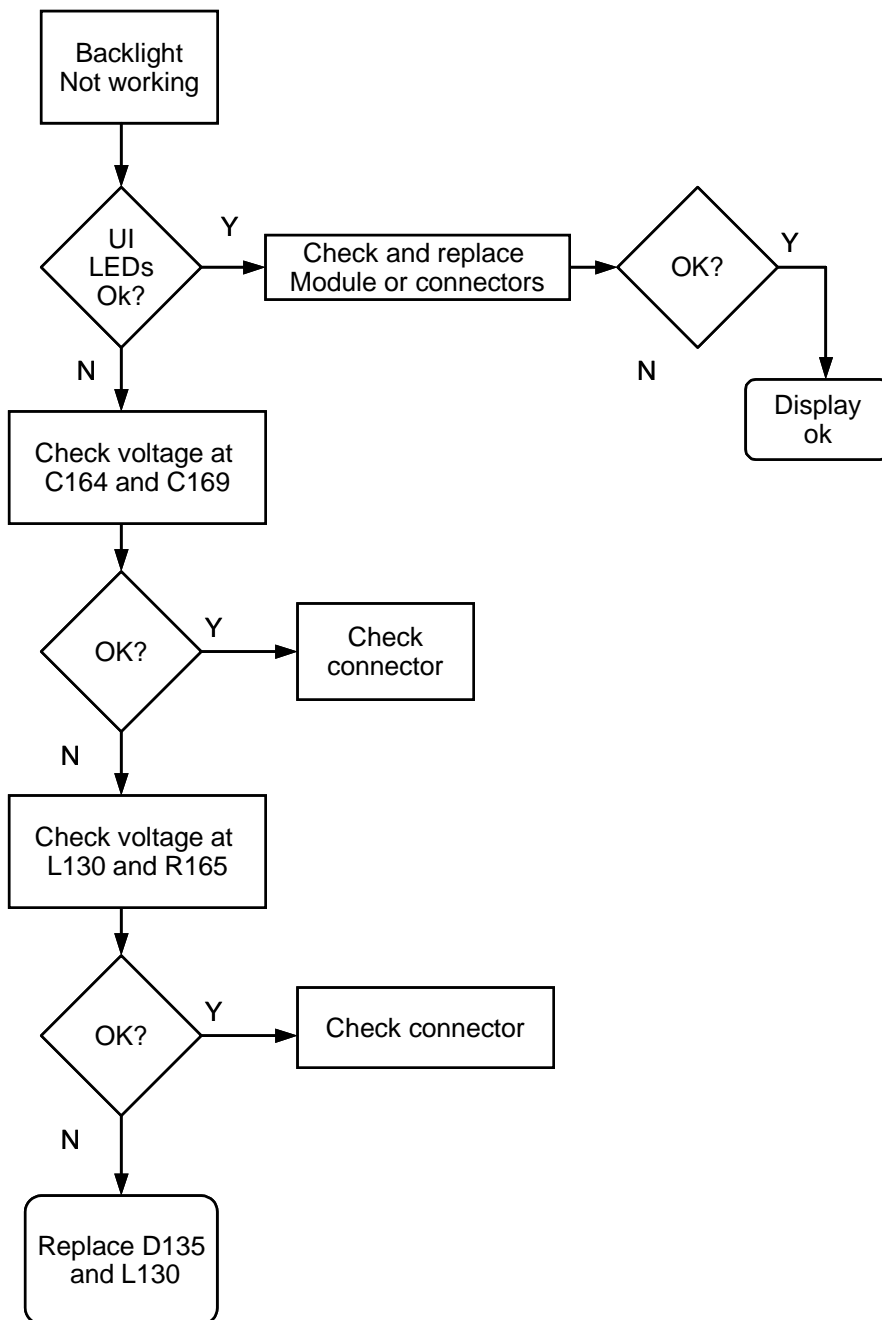 Backlight
Not working
UI
LEDs
Ok?
Y
Check and replace
Module or connectors
OK?
Y
N
Display
ok
N
Check voltage at
C164 and C169
OK?
Y
Check
connector
N
Check voltage at
L130 and R165
OK?
Y
Check connector
N
Replace D135
and L130